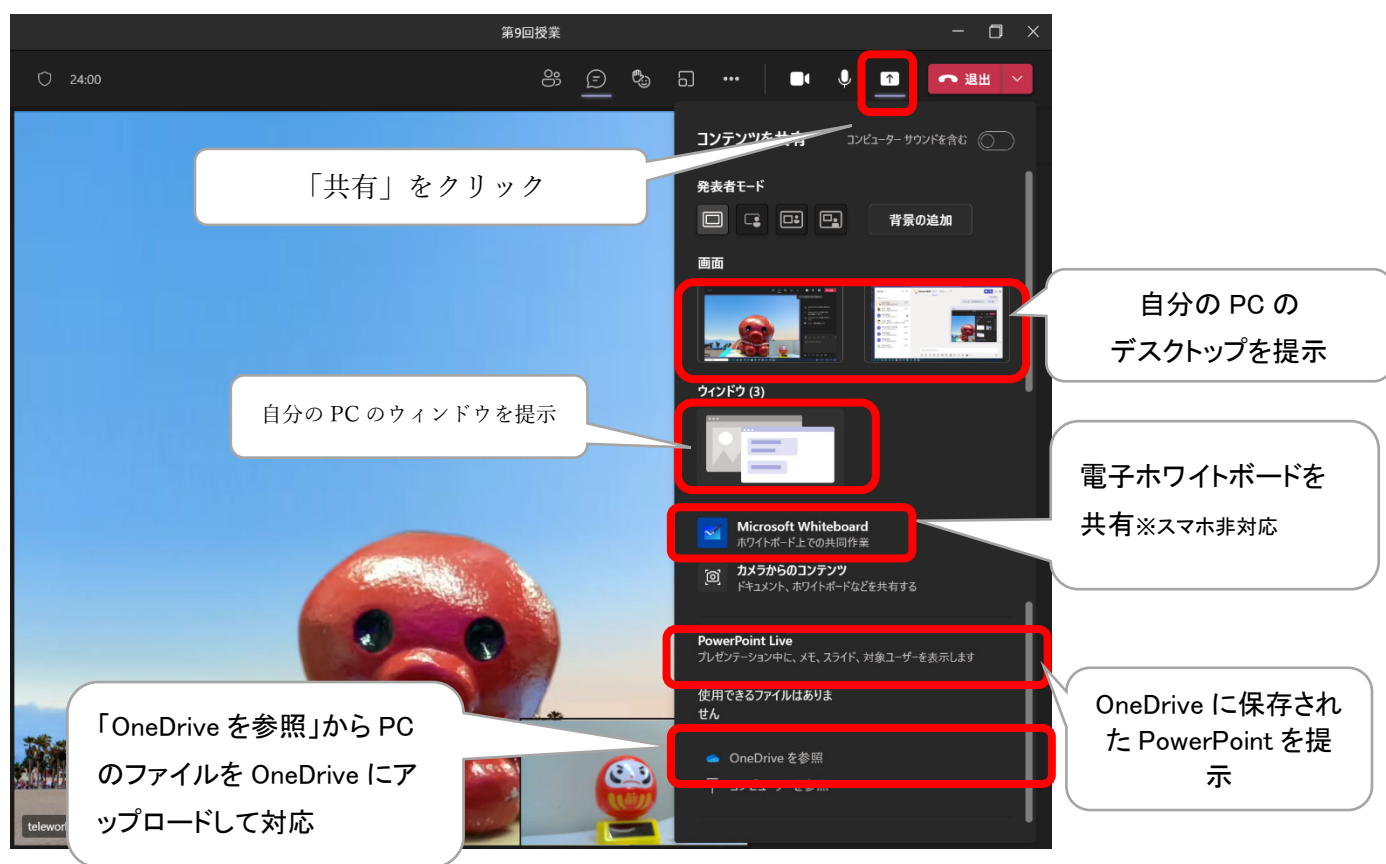 第9回授業
24:00
退出
コンテンツを共有
コンピューター サウンドを含む
「共有」をクリック
発表者モード
背景の追加
画面
自分の PC の
デスクトップを提示
ウィンドウ (3)
自分の PC のウィンドウを提示
電子ホワイトボードを
共有※スマホ非対応
Microsoft Whiteboard
ホワイトボード上での共同作業
カメラからのコンテンツ
ドキュメント、ホワイトボードなどを共有する
PowerPoint Live
プレゼンテーション中に、メモ、スライド、対象ユーザーを表示します
使用できるファイルはありま
せん
OneDrive に保存され
た PowerPoint を提
示
「OneDrive を参照」から PC
のファイルを OneDrive にア
ップロードして対応
OneDrive を参照
コンピューターを参照
telewor